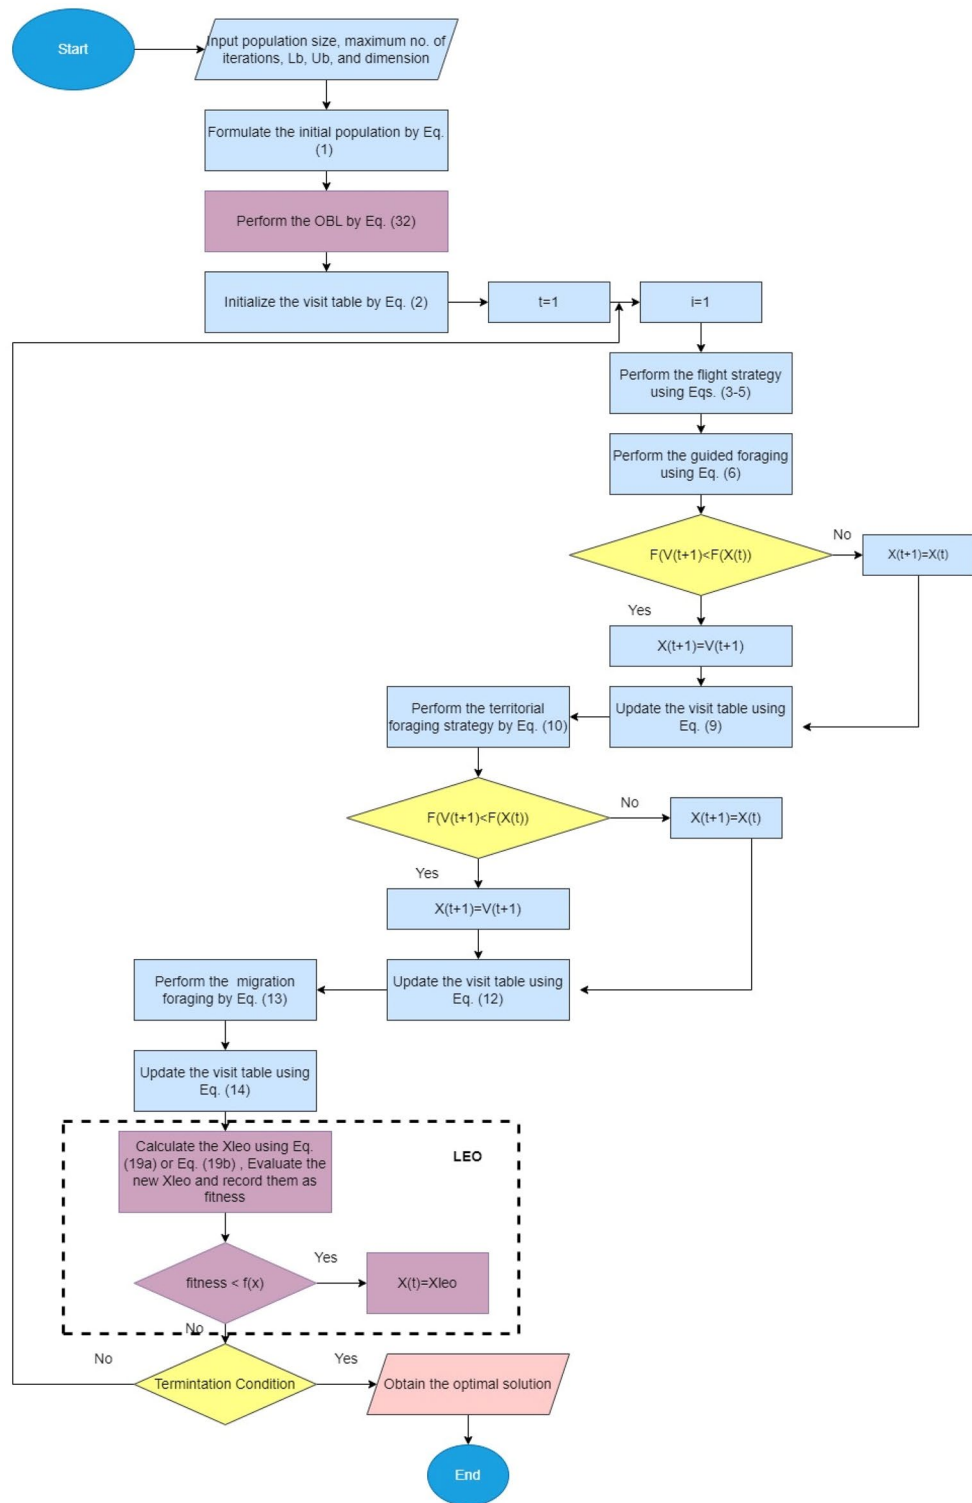 Start
Input population size, maximum no. of
iterations, Lb, Ub, and dimension
Formulate the initial population by Eq.
(1)
Perform the OBL by Eq. (32)
Initialize the visit table by Eq. (2)
t=1
i=1
Perform the flight strategy
using Eqs. (3-5)
Perform the guided foraging
using Eq. (6)
F(V(t+1)<F(X(t))
No
X(t+1)=X(t)
Yes
X(t+1)=V(t+1)
Update the visit table using
Eq. (9)
Perform the territorial
foraging strategy by Eq. (10)
F(V(t+1)<F(X(t))
No
X(t+1)=X(t)
Yes
X(t+1)=V(t+1)
Update the visit table using
Eq. (12)
Perform the migration
foraging by Eq. (13)
Update the visit table using
Eq. (14)
LEO
Calculate the Xleo using Eq.
(19a) or Eq. (19b) , Evaluate the
new Xleo and record them as
fitness
fitness < f(x)
Yes
X(t)=Xleo
No
Termintation Condition
No
Yes
Obtain the optimal solution
End